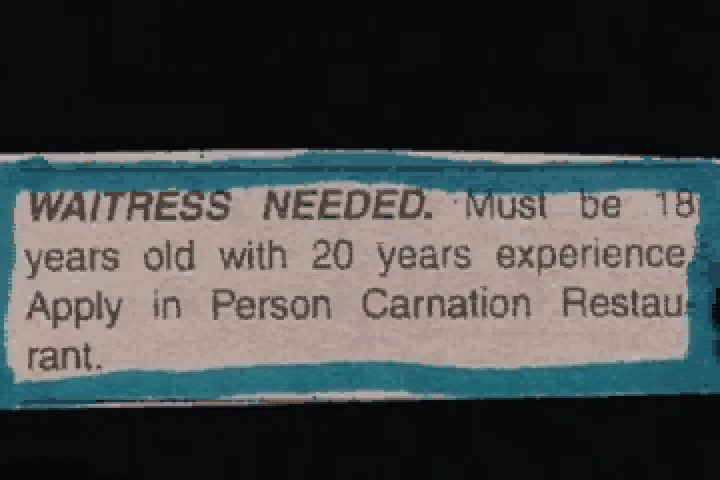 WAITRESS NEEDED. Must be 18
years old with 20 years experience
Apply in Person Carnation Restau-
rant.